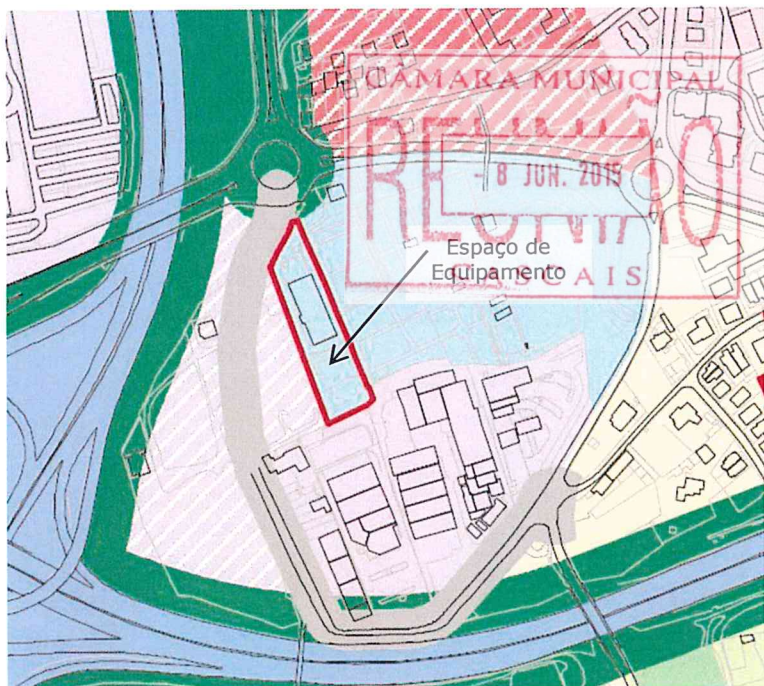 CÂMARA MUNICIPAL
REUNIÃO
- 8 JUN. 2015
Espaço de
Equipamento
CASCAIS